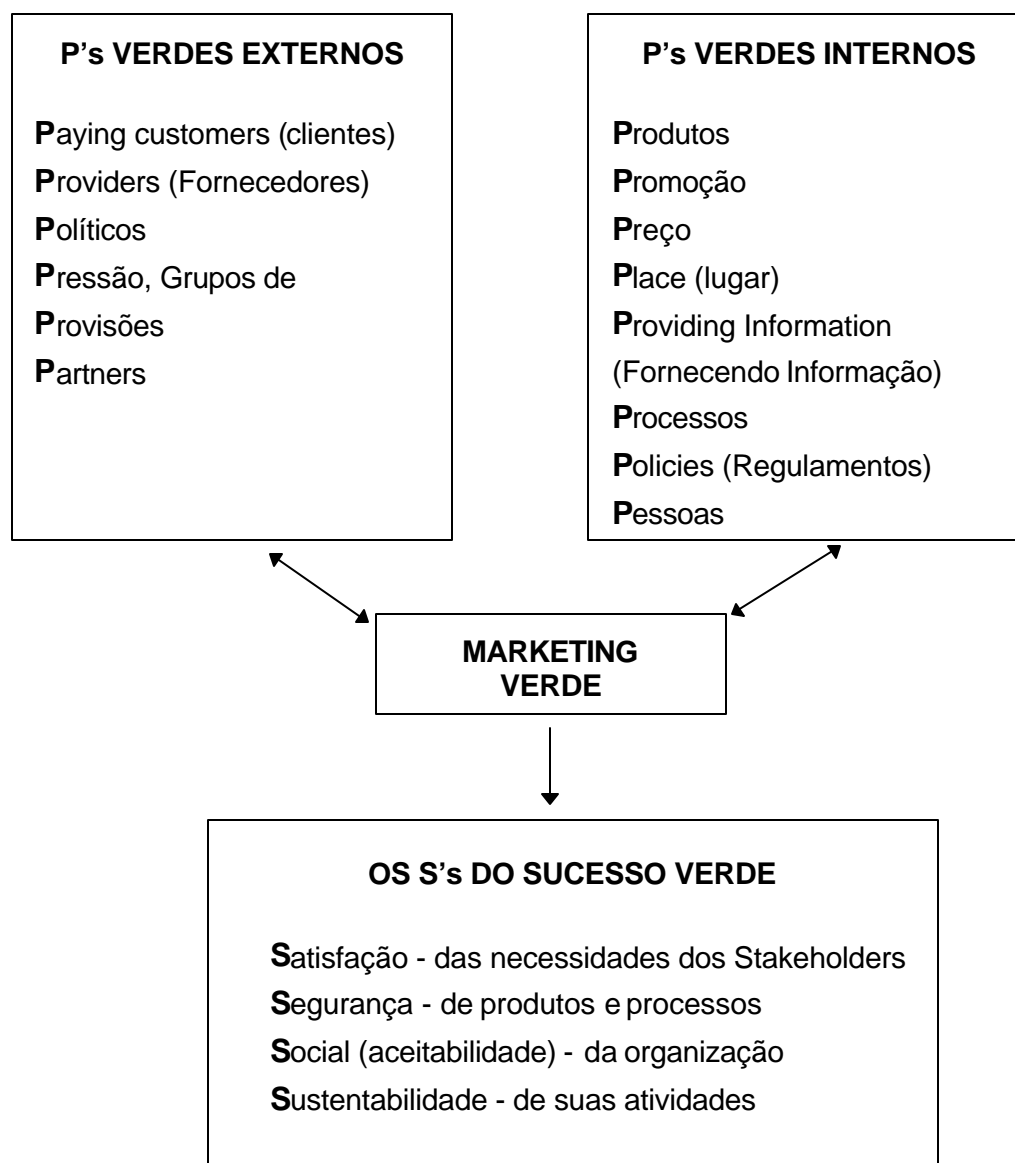 P's VERDES EXTERNOS
Paying customers (clientes)
Providers (Fornecedores)
Políticos
Pressão, Grupos de
Provisões
Partners
P's VERDES INTERNOS
Produtos
Promoção
Preço
Place (lugar)
Providing Information
(Fornecendo Informação)
Processos
Policies (Regulamentos)
Pessoas
MARKETING
VERDE
OS S's DO SUCESSO VERDE
Satisfação - das necessidades dos Stakeholders
Segurança - de produtos e processos
Social (aceitabilidade) - da organização
Sustentabilidade - de suas atividades